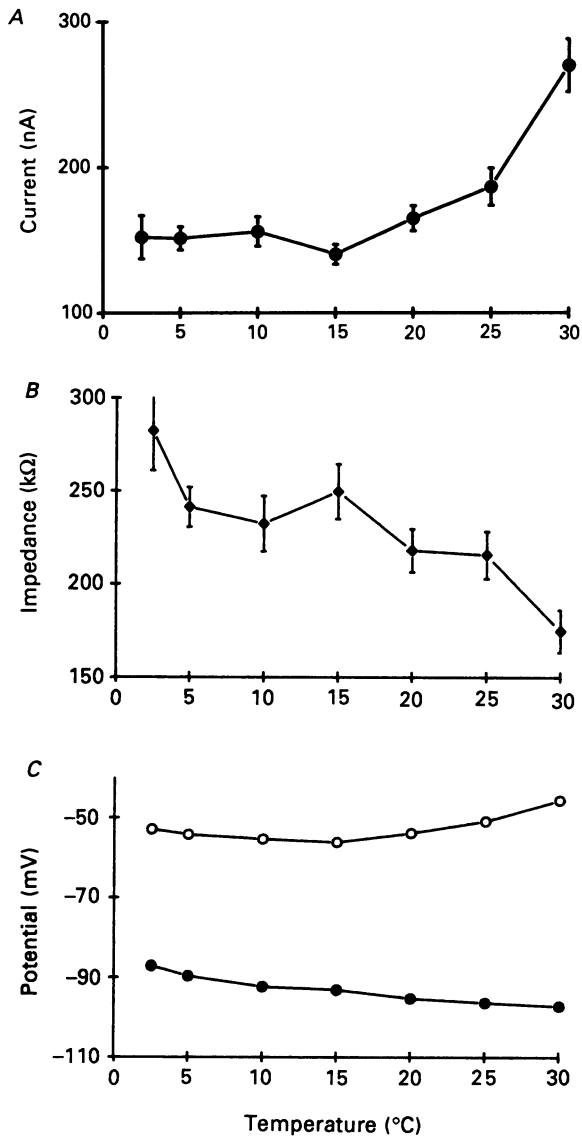 A
Current (nA)
300
200
100
0 5 10 15 20 25 30
B
Impedance (kΩ)
300
250
200
150
0 5 10 15 20 25 30
C
Potential (mV)
−50
−70
−90
−110
0 5 10 15 20 25 30
Temperature (°C)